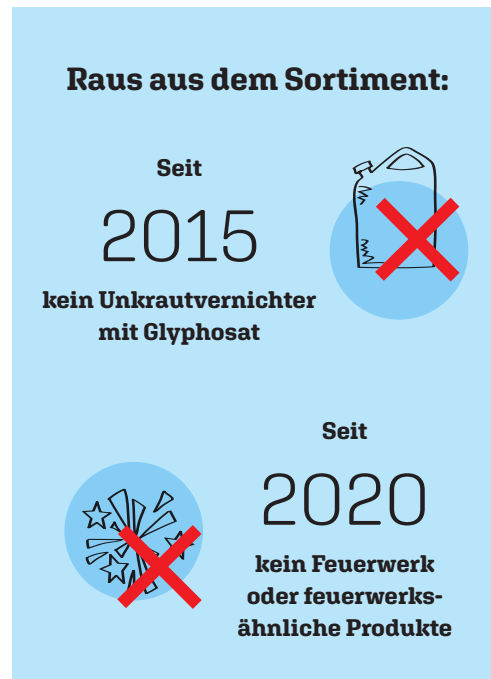 Raus aus dem Sortiment:
Seit
2015
kein Unkrautvernichter
mit Glyphosat
Seit
2020
kein Feuerwerk
oder feuerwerks-
ähnliche Produkte